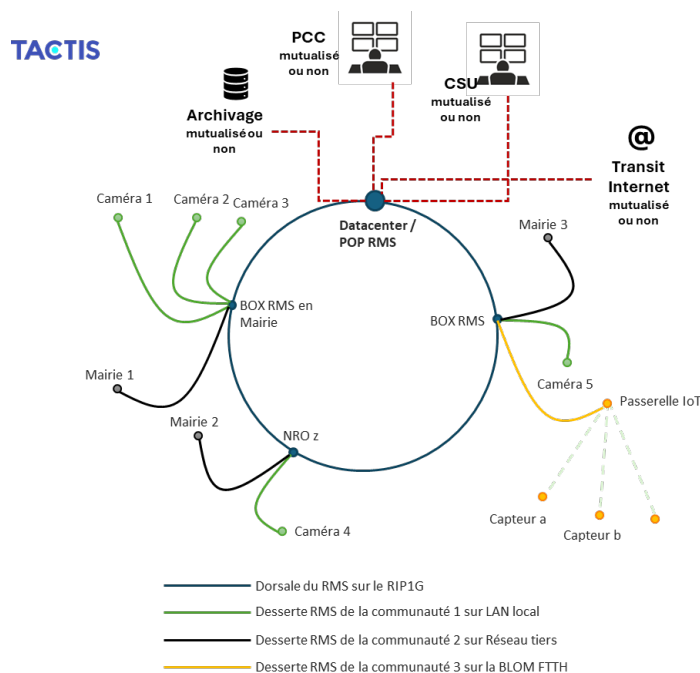 TACTIS
PCC
mutualisé
ou non
CSU
mutualisé
ou non
Archivage
mutualisé ou
non
@
Transit
Internet
mutualisé
ou non
Caméra 1
Caméra 2
Caméra 3
Datacenter /
POP RMS
Mairie 3
BOX RMS en
Mairie
BOX RMS
Mairie 1
Caméra 5
Passerelle IoT
Mairie 2
NRO z
Capteur a
Caméra 4
Capteur b
Dorsale du RMS sur le RIP1G
Desserte RMS de la communauté 1 sur LAN local
Desserte RMS de la communauté 2 sur Réseau tiers
Desserte RMS de la communauté 3 sur la BLOM FTTH